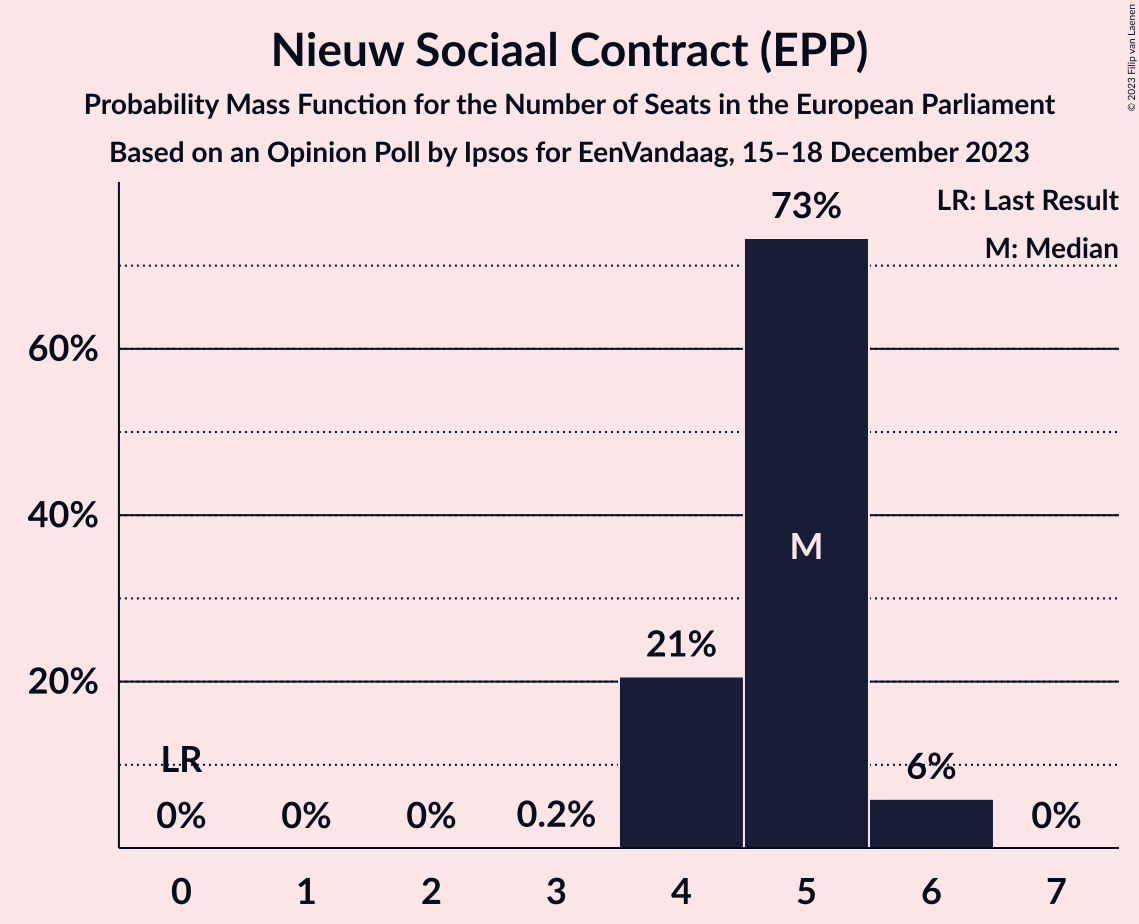 Nieuw Sociaal Contract (EPP)
Probability Mass Function for the Number of Seats in the European Parliament
Based on an Opinion Poll by Ipsos for EenVandaag, 15–18 December 2023
© 2023 Filip van Laenen
LR: Last Result
M: Median
73%
60%
40%
M
21%
20%
LR
6%
0% 0% 0% 0.2% 0%
0 1 2 3 4 5 6 7